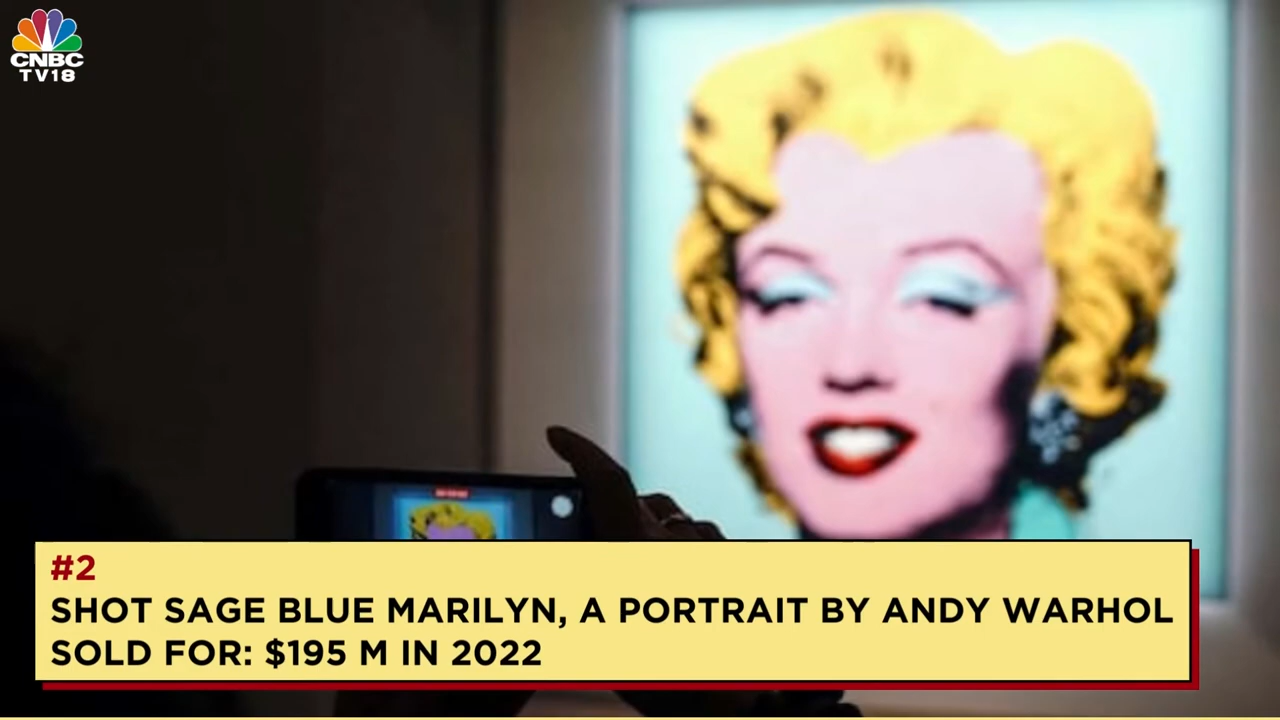 CNBC
TV18
#2
SHOT SAGE BLUE MARILYN, A PORTRAIT BY ANDY WARHOL
SOLD FOR: $195 M IN 2022